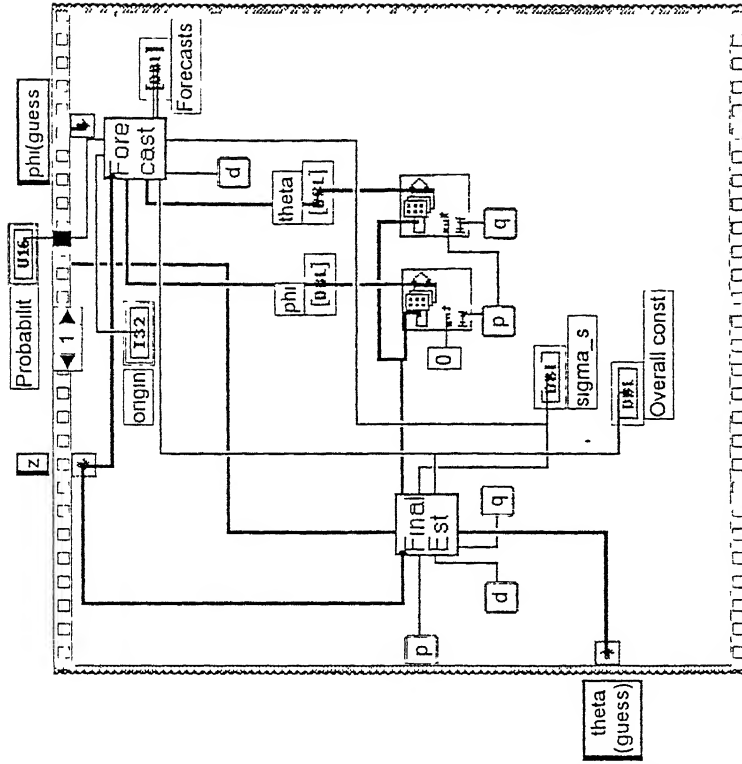 phi(guess
Probabilit
U16
z
1
Fore
cast
[DBL]
Forecasts
I32
origin
d
theta
[DBL]
phi
[DBL]
q
0
p
DBL
sigma_s
DBL
Overall const
Final
Est
q
d
p
theta
(guess)